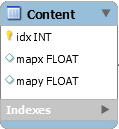 Content
idx INT
mapx FLOAT
mapy FLOAT
Indexes